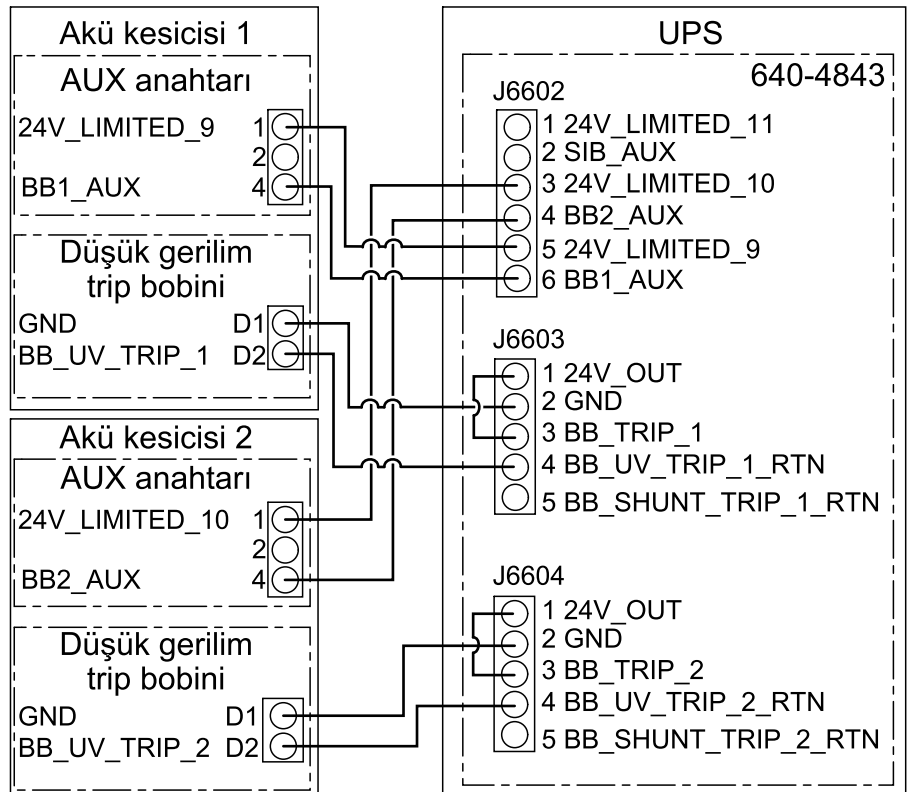 Akü kesicisi 1
AUX anahtarı
24V_LIMITED_9 1
2
BB1_AUX 4
Düşük gerilim
trip bobini
GND D1
BB_UV_TRIP_1 D2
Akü kesicisi 2
AUX anahtarı
24V_LIMITED_10 1
2
BB2_AUX 4
Düşük gerilim
trip bobini
GND D1
BB_UV_TRIP_2 D2
UPS
640-4843
J6602
1 24V_LIMITED_11
2 SIB_AUX
3 24V_LIMITED_10
4 BB2_AUX
5 24V_LIMITED_9
6 BB1_AUX
J6603
1 24V_OUT
2 GND
3 BB_TRIP_1
4 BB_UV_TRIP_1_RTN
5 BB_SHUNT_TRIP_1_RTN
J6604
1 24V_OUT
2 GND
3 BB_TRIP_2
4 BB_UV_TRIP_2_RTN
5 BB_SHUNT_TRIP_2_RTN